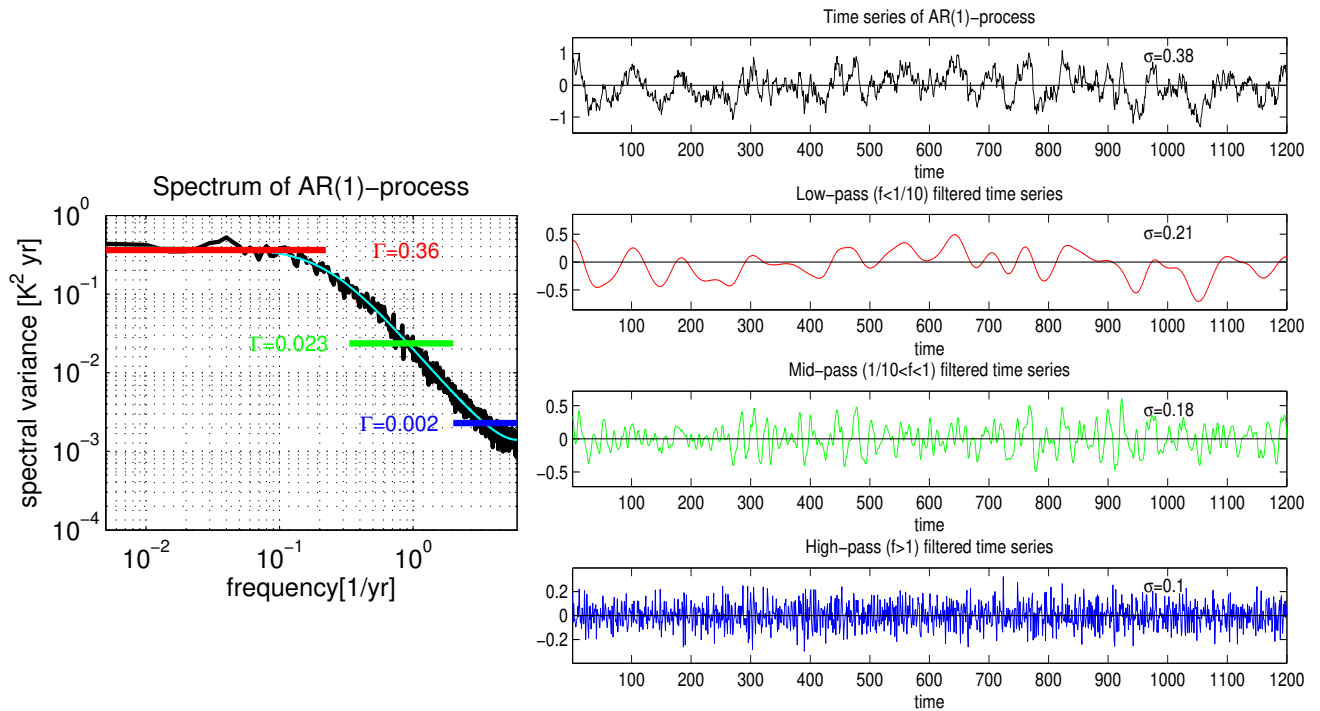 Spectrum of AR(1)−process
spectral variance [K² yr]
10⁰
10⁻¹
10⁻²
10⁻³
10⁻⁴
Γ=0.36
Γ=0.023
Γ=0.002
10⁻² 10⁻¹ 10⁰
frequency[1/yr]
Time series of AR(1)−process
1
0
−1
σ=0.38
100 200 300 400 500 600 700 800 900 1000 1100 1200
time
Low−pass (f<1/10) filtered time series
0.5
0
−0.5
σ=0.21
100 200 300 400 500 600 700 800 900 1000 1100 1200
time
Mid−pass (1/10<f<1) filtered time series
0.5
0
−0.5
σ=0.18
100 200 300 400 500 600 700 800 900 1000 1100 1200
time
High−pass (f>1) filtered time series
0.2
0
−0.2
σ=0.1
100 200 300 400 500 600 700 800 900 1000 1100 1200
time